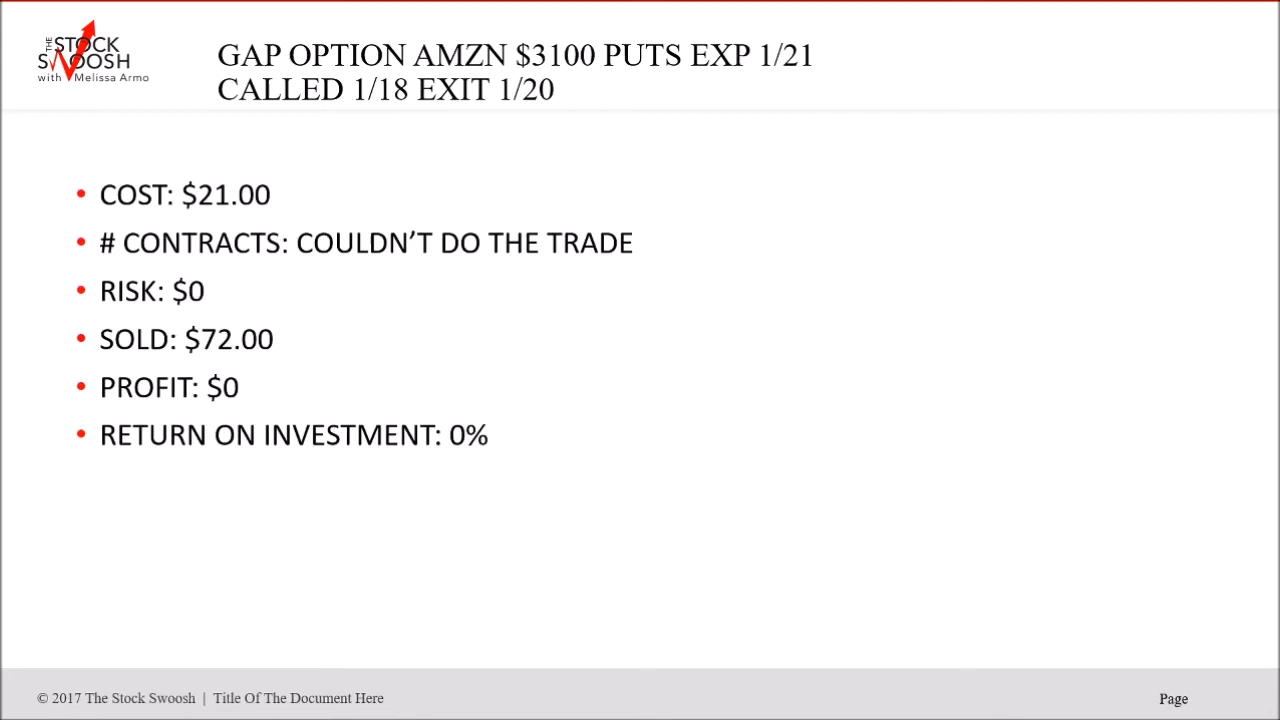 THE
STOCK
SWOOSH
with Melissa Armo
GAP OPTION AMZN $3100 PUTS EXP 1/21
CALLED 1/18 EXIT 1/20
• COST: $21.00
• # CONTRACTS: COULDN'T DO THE TRADE
• RISK: $0
• SOLD: $72.00
• PROFIT: $0
• RETURN ON INVESTMENT: 0%
© 2017 The Stock Swoosh | Title Of The Document Here
Page